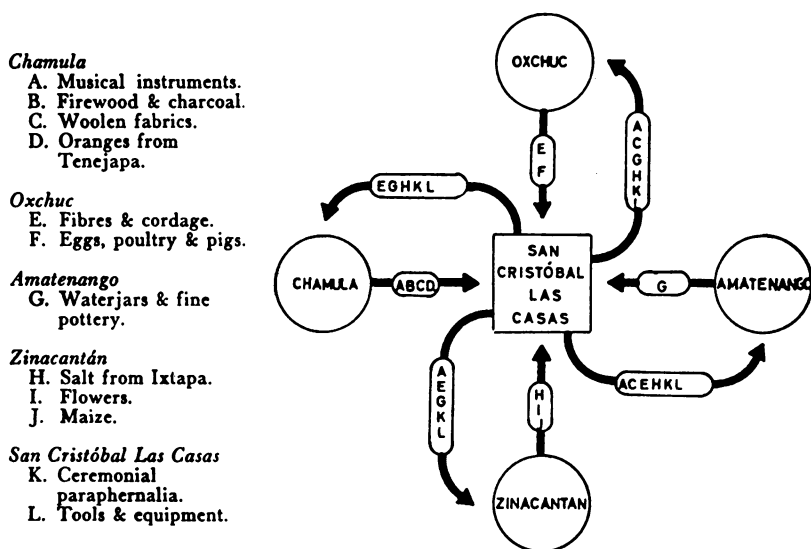 Chamula
A. Musical instruments.
B. Firewood & charcoal.
C. Woolen fabrics.
D. Oranges from
Tenejapa.
Oxchuc
E. Fibres & cordage.
F. Eggs, poultry & pigs.
Amatenango
G. Waterjars & fine
pottery.
Zinacantán
H. Salt from Ixtapa.
I. Flowers.
J. Maize.
San Cristóbal Las Casas
K. Ceremonial
paraphernalia.
L. Tools & equipment.
OXCHUC
E
F
A
C
G
H
K
L
EGHKL
CHAMULA
ABCD
SAN
CRISTÓBAL
LAS
CASAS
G
AMATENANGO
A
E
G
K
L
H
I
J
ACEHKL
ZINACANTAN